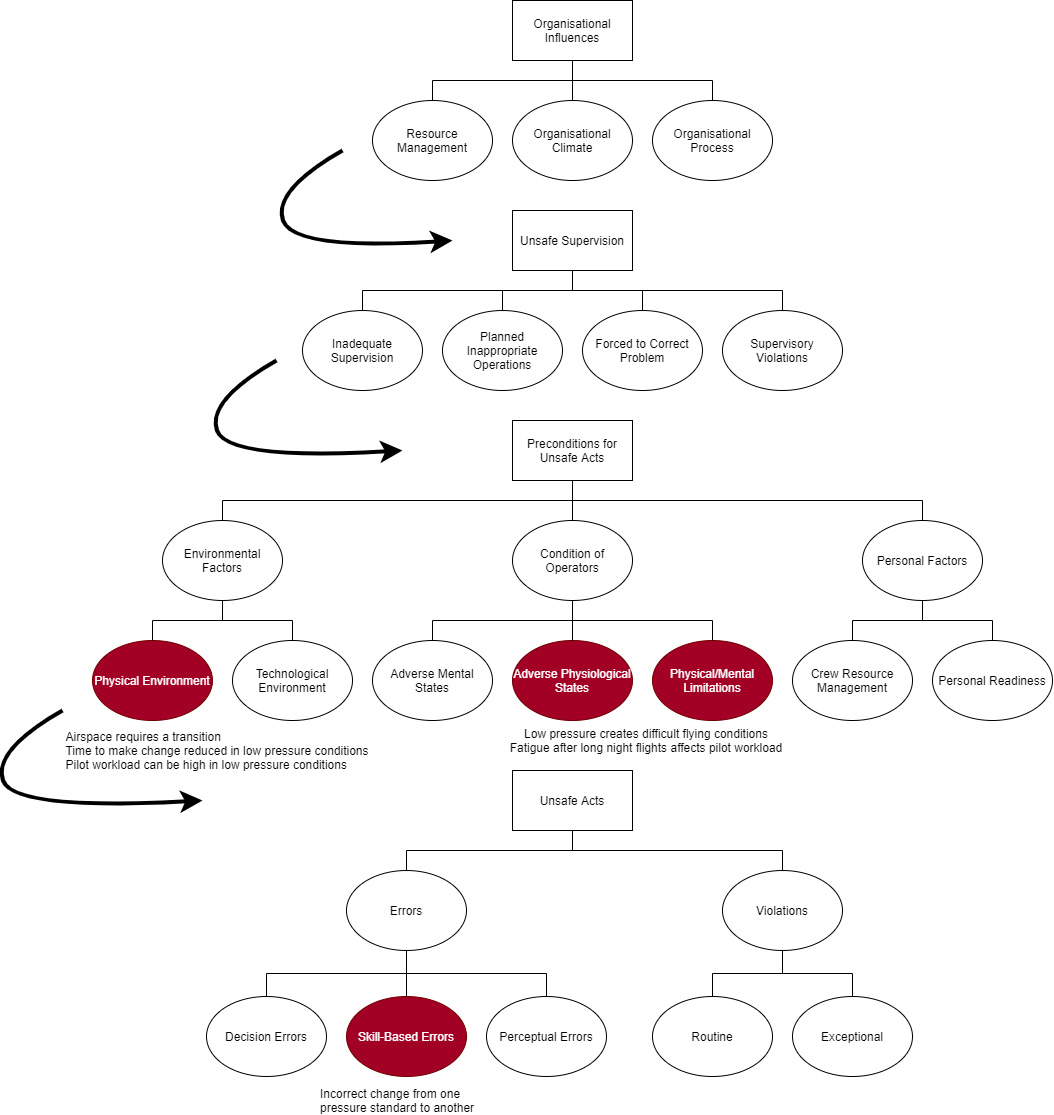 Organisational
Influences
Resource
Management
Organisational
Climate
Organisational
Process
Unsafe Supervision
Inadequate
Supervision
Planned
Inappropriate
Operations
Forced to Correct
Problem
Supervisory
Violations
Preconditions for
Unsafe Acts
Environmental
Factors
Condition of
Operators
Personal Factors
Physical Environment
Technological
Environment
Adverse Mental
States
Adverse Physiological
States
Physical/Mental
Limitations
Crew Resource
Management
Personal Readiness
Airspace requires a transition
Time to make change reduced in low pressure conditions
Pilot workload can be high in low pressure conditions
Low pressure creates difficult flying conditions
Fatigue after long night flights affects pilot workload
Unsafe Acts
Errors
Violations
Decision Errors
Skill-Based Errors
Perceptual Errors
Routine
Exceptional
Incorrect change from one
pressure standard to another